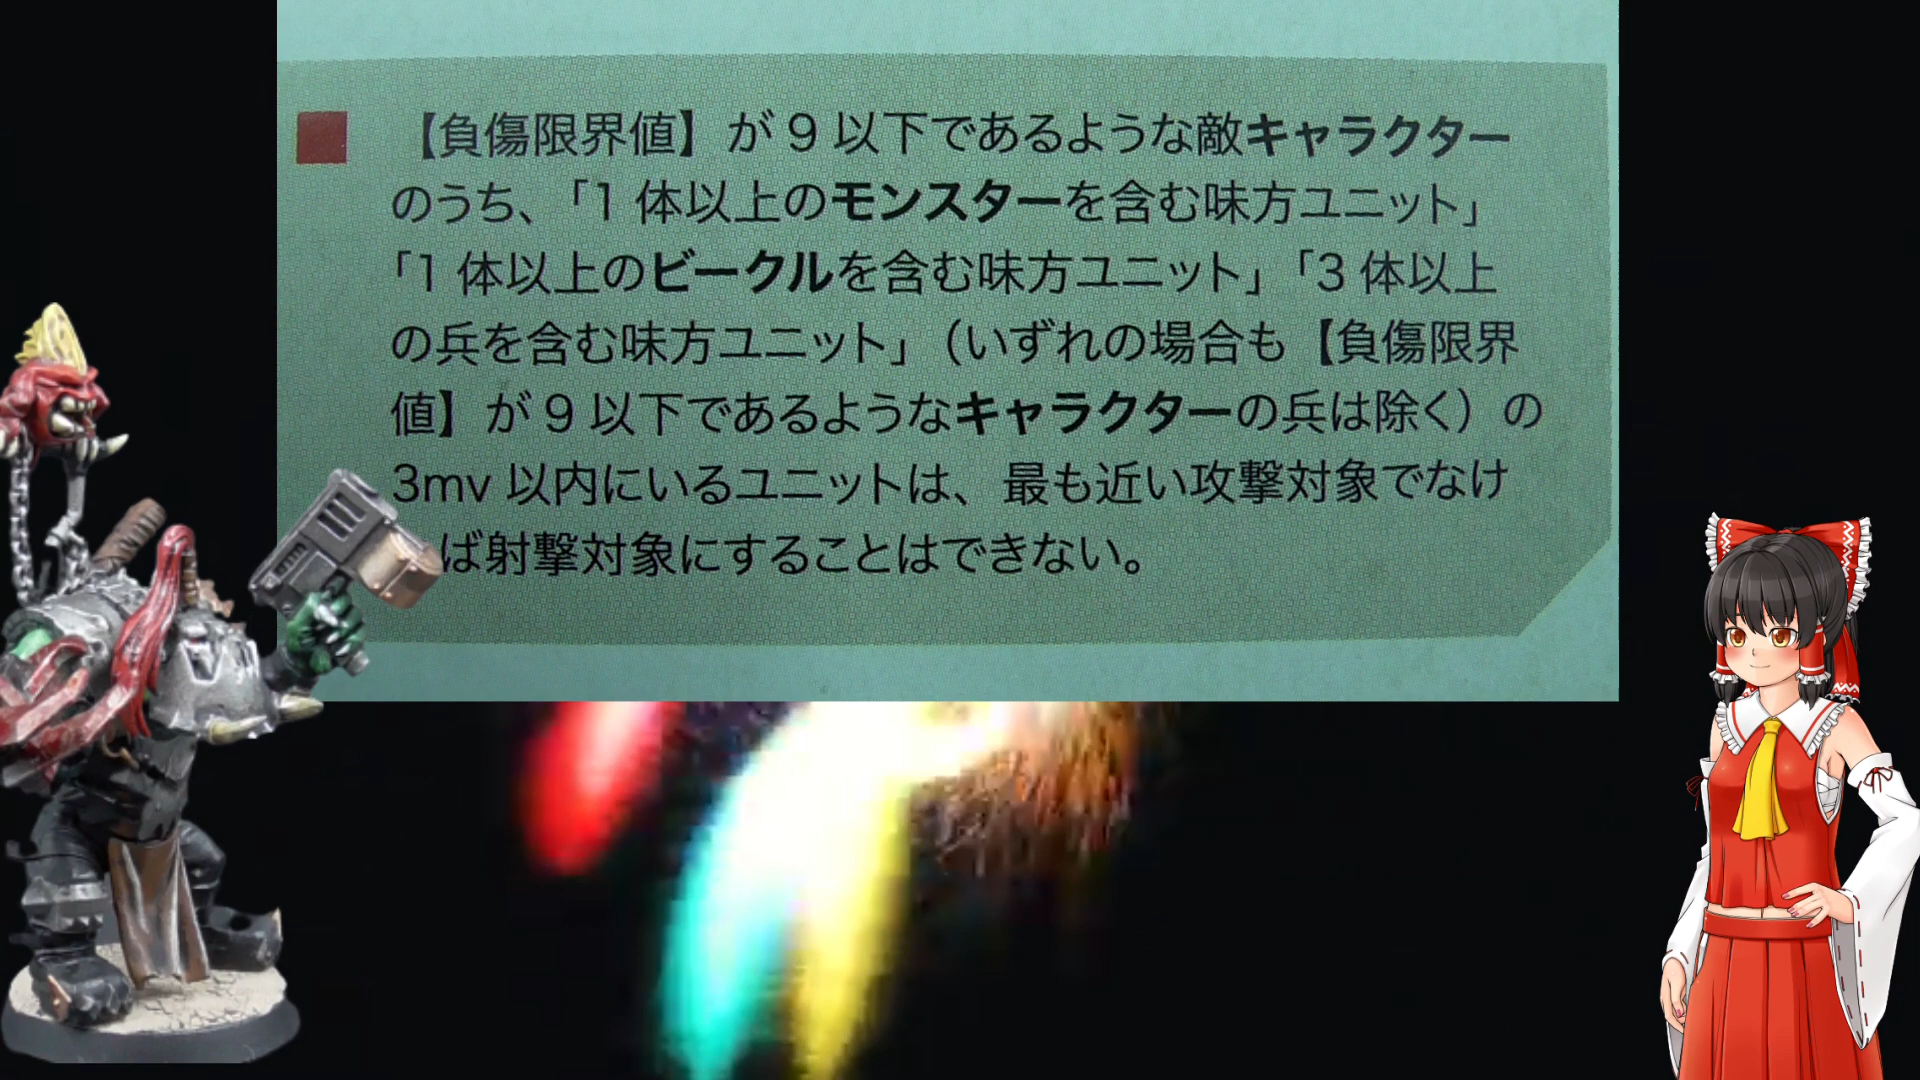 【負傷限界値】が 9 以下であるような敵キャラクター
のうち、「1 体以上のモンスターを含む味方ユニット」
「1 体以上のビークルを含む味方ユニット」「3 体以上
の兵を含む味方ユニット」（いずれの場合も【負傷限界
値】が 9 以下であるようなキャラクターの兵は除く）の
3mv 以内にいるユニットは、最も近い攻撃対象でなけ
ば射撃対象にすることはできない。